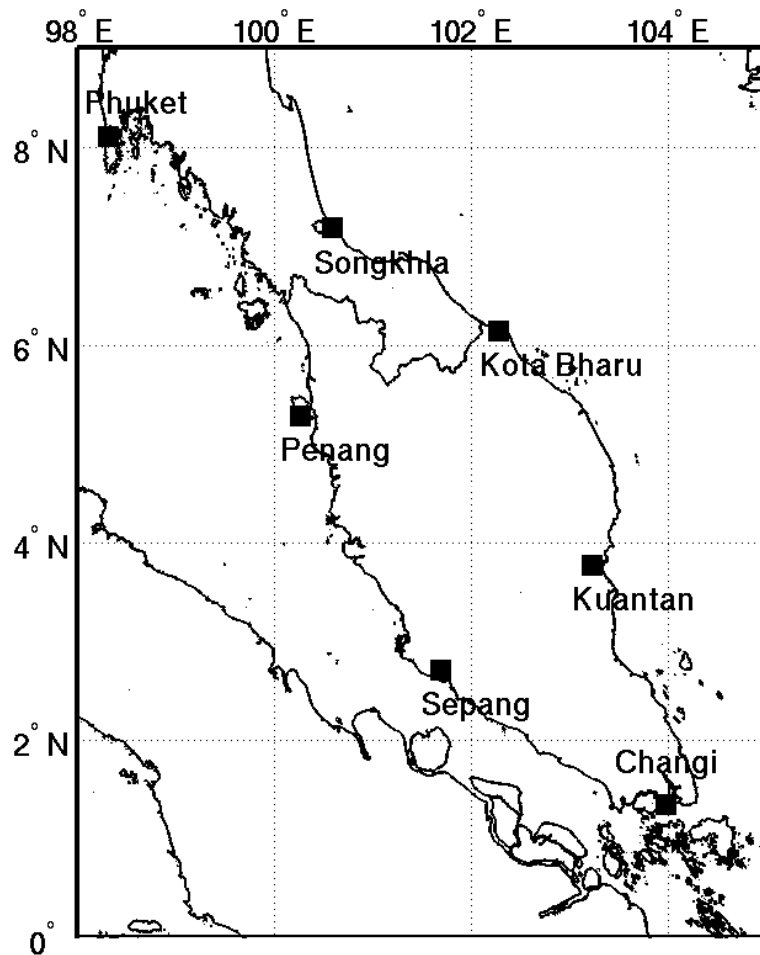 98° E 100° E 102° E 104° E
Phuket
8° N
Songkhla
6° N
Kota Bharu
Penang
4° N
Kuantan
Sepang
2° N
Changi
0°